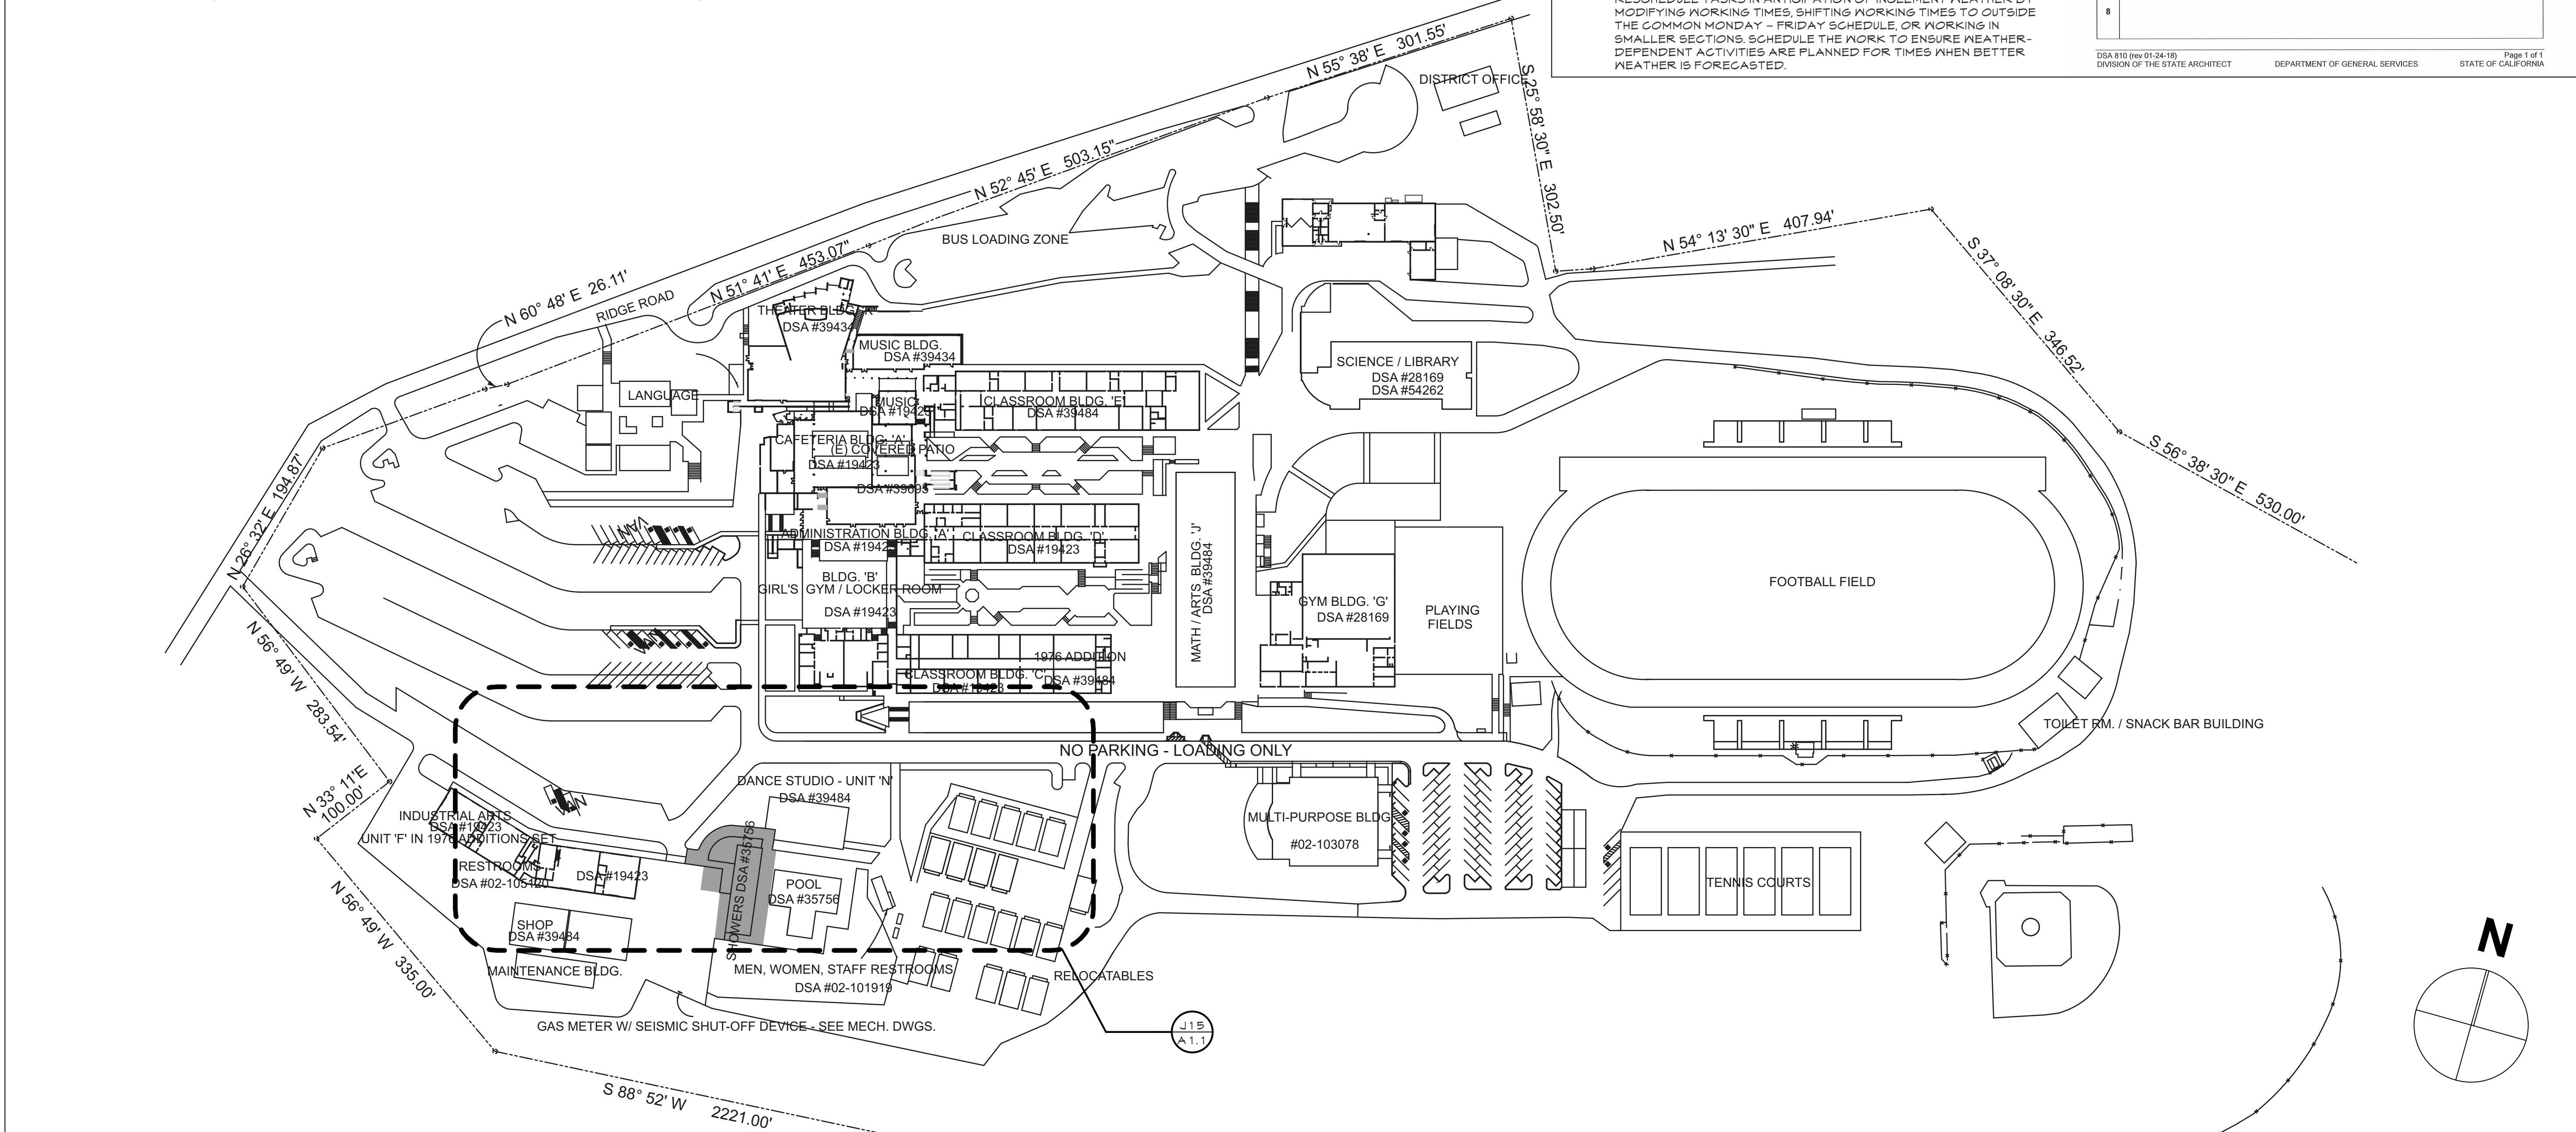 MODIFYING WORKING TIMES, SHIFTING WORKING TIMES TO OUTSIDE
THE COMMON MONDAY - FRIDAY SCHEDULE, OR WORKING IN
SMALLER SECTIONS. SCHEDULE THE WORK TO ENSURE WEATHER-
DEPENDENT ACTIVITIES ARE PLANNED FOR TIMES WHEN BETTER
WEATHER IS FORECASTED.
8
DSA 810 (rev 01-24-18)
Page 1 of 1
DIVISION OF THE STATE ARCHITECT
DEPARTMENT OF GENERAL SERVICES
STATE OF CALIFORNIA
N 55° 38' E 301.55'
DISTRICT OFFICE
S 25° 58' 30" E 302.50'
N 52° 45' E 503.15"
N 54° 13' 30" E 407.94'
BUS LOADING ZONE
S 37° 08' 30" E 346.52'
N 51° 41' E 453.07"
N 60° 48' E 26.11'
RIDGE ROAD
THEATER BLDG.
DSA #39434
MUSIC BLDG.
DSA #39434
SCIENCE / LIBRARY
DSA #28169
DSA #54262
LANGUAGE
MUSIC
CLASSROOM BLDG. 'E'
DSA #39484
CAFETERIA BLDG. 'A'
(E) COVERED PATIO
DSA #19423
DSA #39695
N 26° 32' E 194.87'
S 56° 38' 30" E 530.00'
VAN
ADMINISTRATION BLDG. 'A'
DSA #1942
CLASSROOM BLDG. 'D'
DSA #19423
MATH / ARTS BLDG. 'J'
DSA #39484
BLDG. 'B'
GIRL'S GYM / LOCKER ROOM
DSA #19423
GYM BLDG. 'G'
DSA #28169
PLAYING
FIELDS
FOOTBALL FIELD
VAN
1976 ADDITION
CLASSROOM BLDG. 'C'
DSA #39484
DSA #19423
N 56° 49' W 283.54'
TOILET RM. / SNACK BAR BUILDING
NO PARKING - LOADING ONLY
N 33° 11'E
100.00'
DANCE STUDIO - UNIT 'N'
DSA #39484
VAN
INDUSTRIAL ARTS
DSA #19423
UNIT 'F' IN 1976 ADDITIONS SET
MULTI-PURPOSE BLDG.
#02-103078
RESTROOMS
DSA #02-105120
DSA #19423
SHOWERS DSA #35756
POOL
DSA #35756
TENNIS COURTS
N 56° 49' W 335.00'
SHOP
DSA #39484
MAINTENANCE BLDG.
MEN, WOMEN, STAFF RESTROOMS
DSA #02-101919
RELOCATABLES
GAS METER W/ SEISMIC SHUT-OFF DEVICE - SEE MECH. DWGS.
J15
A1.1
N
S 88° 52' W 2221.00'